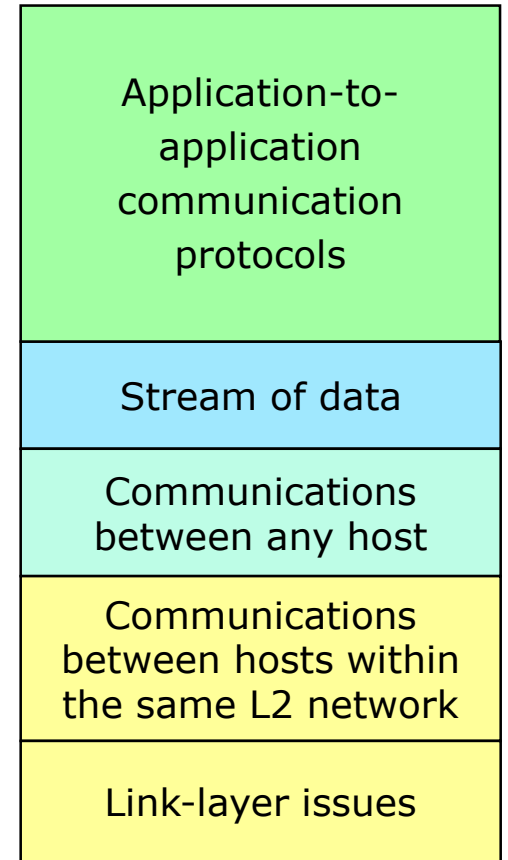 Application-to-
application
communication
protocols
Stream of data
Communications
between any host
Communications
between hosts within
the same L2 network
Link-layer issues